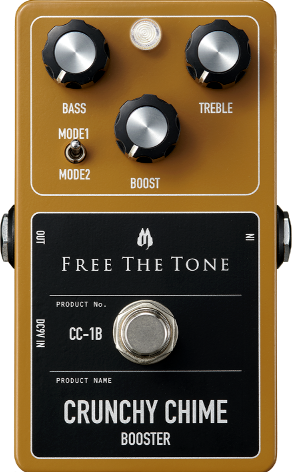 BASS
TREBLE
MODE1
MODE2
BOOST
OUT
IN
FREE THE TONE
PRODUCT No.
CC-1B
DC9V IN
PRODUCT NAME
CRUNCHY CHIME
BOOSTER